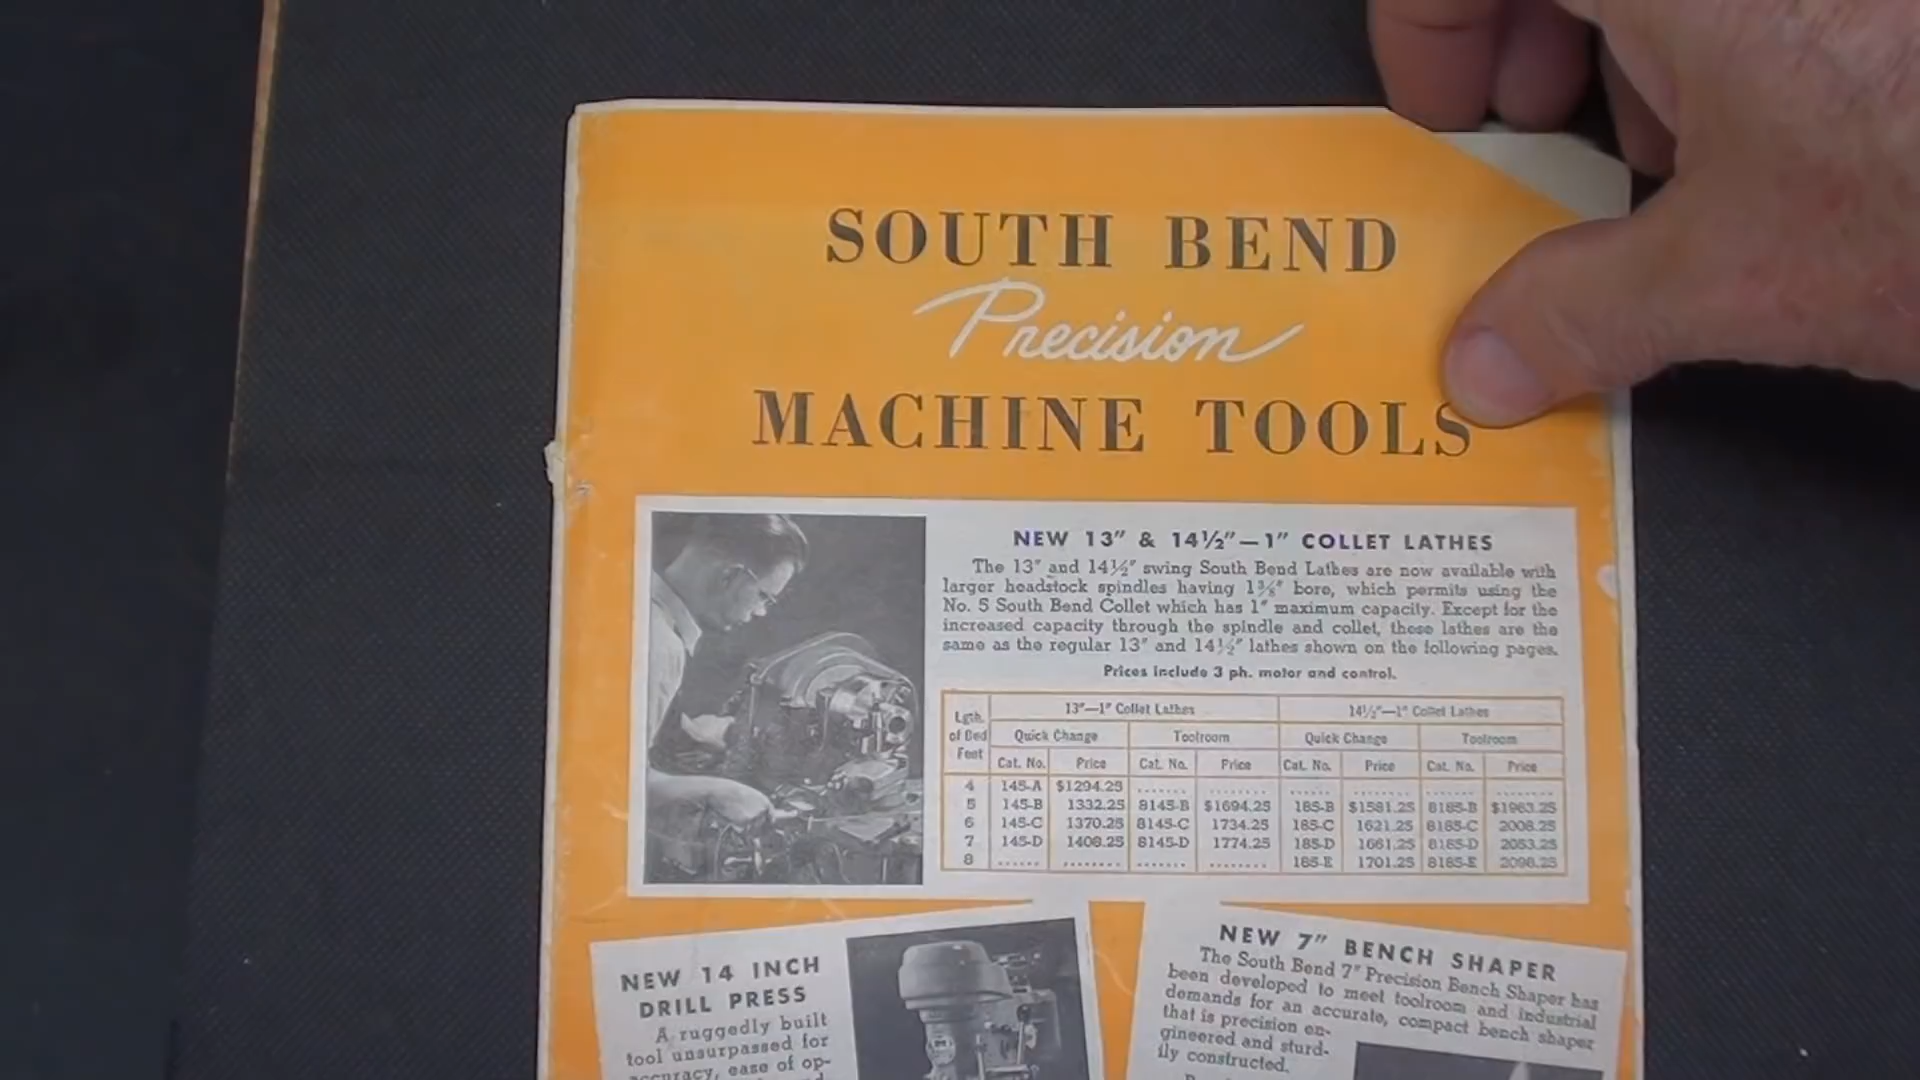 SOUTH BEND
Precision
MACHINE TOOLS
NEW 13" & 14½"—1" COLLET LATHES
The 13" and 14½" swing South Bend Lathes are now available with
larger headstock spindles having 1⅜" bore, which permits using the
No. 5 South Bend Collet which has 1" maximum capacity. Except for the
increased capacity through the spindle and collet, these lathes are the
same as the regular 13" and 14½" lathes shown on the following pages.
Prices include 3 ph. motor and control.
Lgth. of Bed Feet
13"—1" Collet Lathes 14½"—1" Collet Lathes
Quick Change Toolroom Quick Change Toolroom
Cat. No. Price Cat. No. Price Cat. No. Price Cat. No. Price
4 145-A $1294.25 ....... ........ ...... ........ ....... ........
5 145-B 1332.25 8145-B $1694.25 185-B $1581.25 8185-B $1963.25
6 145-C 1370.25 8145-C 1734.25 185-C 1621.25 8185-C 2008.25
7 145-D 1408.25 8145-D 1774.25 185-D 1661.25 8185-D 2053.25
8 ...... ........ ....... ........ 185-E 1701.25 8185-E 2098.25
NEW 14 INCH
DRILL PRESS
A ruggedly built
tool unsurpassed for
accuracy, ease of op-
NEW 7" BENCH SHAPER
The South Bend 7" Precision Bench Shaper has
been developed to meet toolroom and industrial
demands for an accurate, compact bench shaper
that is precision en-
gineered and sturd-
ily constructed.